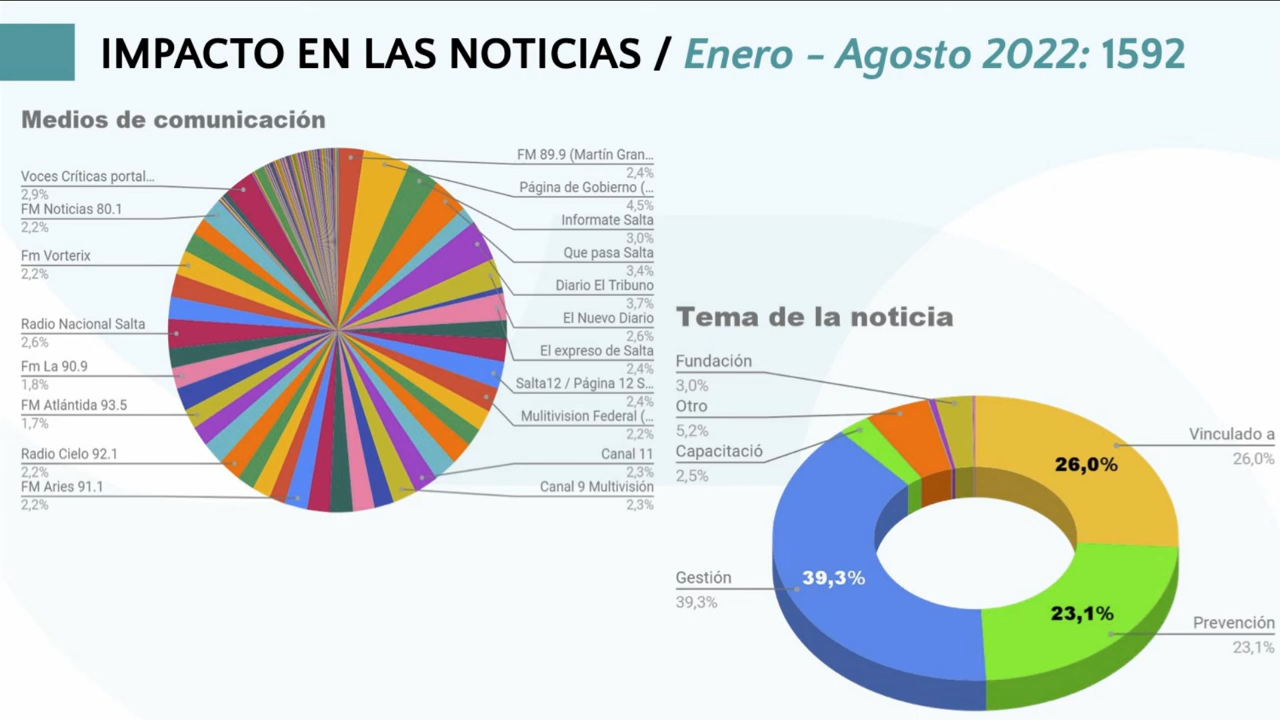 IMPACTO EN LAS NOTICIAS / Enero – Agosto 2022: 1592
Medios de comunicación
FM 89.9 (Martín Gran...
2,4%
Página de Gobierno (...
4,5%
Informate Salta
3,0%
Que pasa Salta
3,4%
Diario El Tribuno
3,7%
El Nuevo Diario
2,6%
El expreso de Salta
2,4%
Salta12 / Página 12 S...
2,4%
Mulitivision Federal (...
2,2%
Canal 11
2,3%
Canal 9 Multivisión
2,3%
Voces Críticas portal...
2,9%
FM Noticias 80.1
2,2%
Fm Vorterix
2,2%
Radio Nacional Salta
2,6%
Fm La 90.9
1,8%
FM Atlántida 93.5
1,7%
Radio Cielo 92.1
2,2%
FM Aries 91.1
2,2%
Tema de la noticia
Fundación
3,0%
Otro
5,2%
Capacitació
2,5%
Gestión
39,3%
39,3%
26,0%
Vinculado a
26,0%
23,1%
Prevención
23,1%